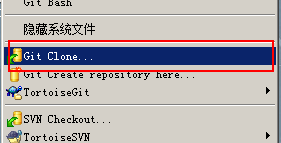 Git Bash
隐藏系统文件
Git Clone...
Git Create repository here...
TortoiseGit
SVN Checkout...
TortoiseSVN